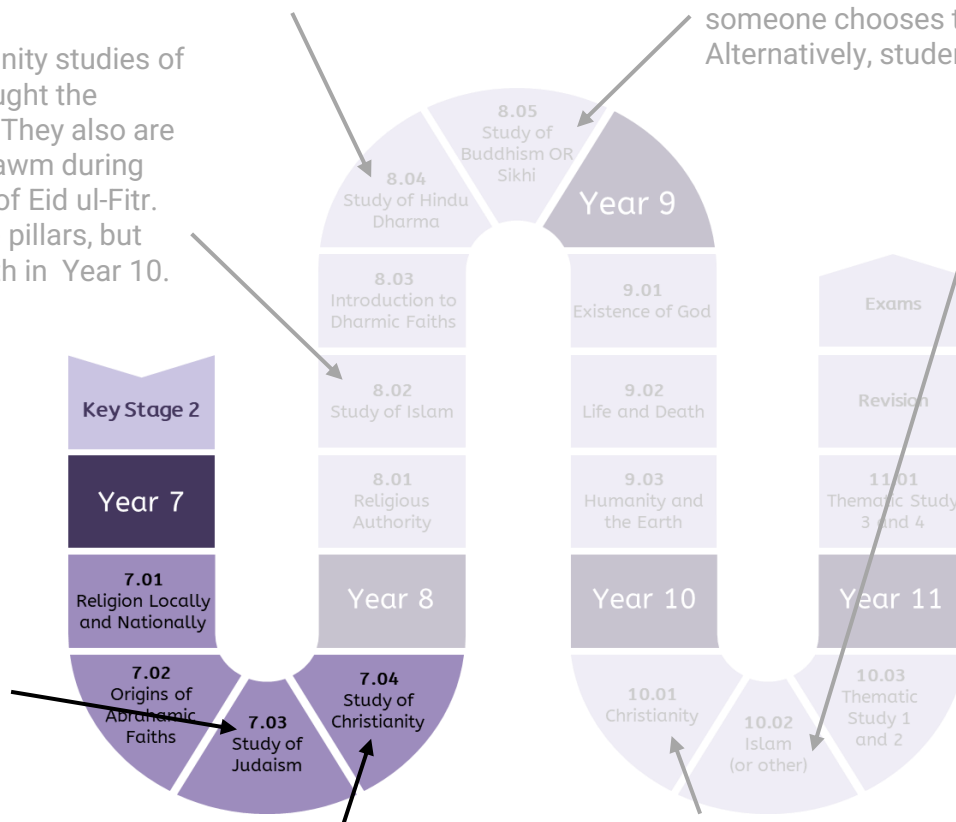 someone chooses t
Alternatively, studer
nity studies of
ught the
They also are
awm during
of Eid ul-Fitr.
pillars, but
h in Year 10.
Key Stage 2
Year 7
7.01
Religion Locally
and Nationally
7.02
Origins of
Abrahamic
Faiths
7.03
Study of
Judaism
7.04
Study of
Christianity
Year 8
8.01
Religious
Authority
8.02
Study of Islam
8.03
Introduction to
Dharmic Faiths
8.04
Study of Hindu
Dharma
8.05
Study of
Buddhism OR
Sikhi
Year 9
9.01
Existence of God
9.02
Life and Death
9.03
Humanity and
the Earth
Year 10
10.01
Christianity
10.02
Islam
(or other)
10.03
Thematic
Study 1
and 2
Year 11
11.01
Thematic Study
3 and 4
Revision
Exams